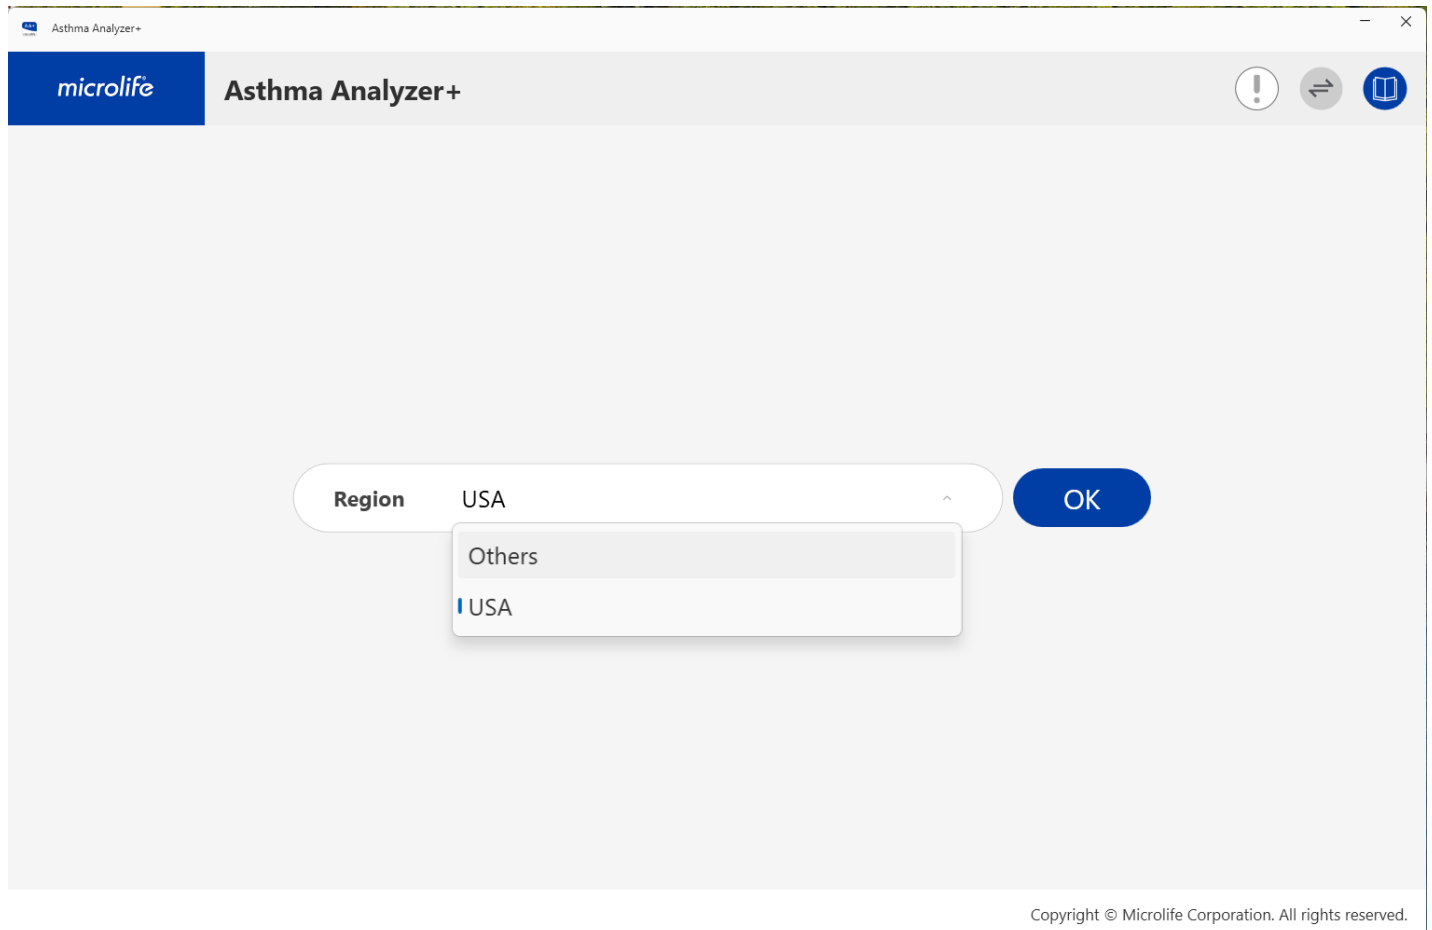 Asthma Analyzer+
microlife
Asthma Analyzer+
Region USA OK
Others
USA
Copyright © Microlife Corporation. All rights reserved.